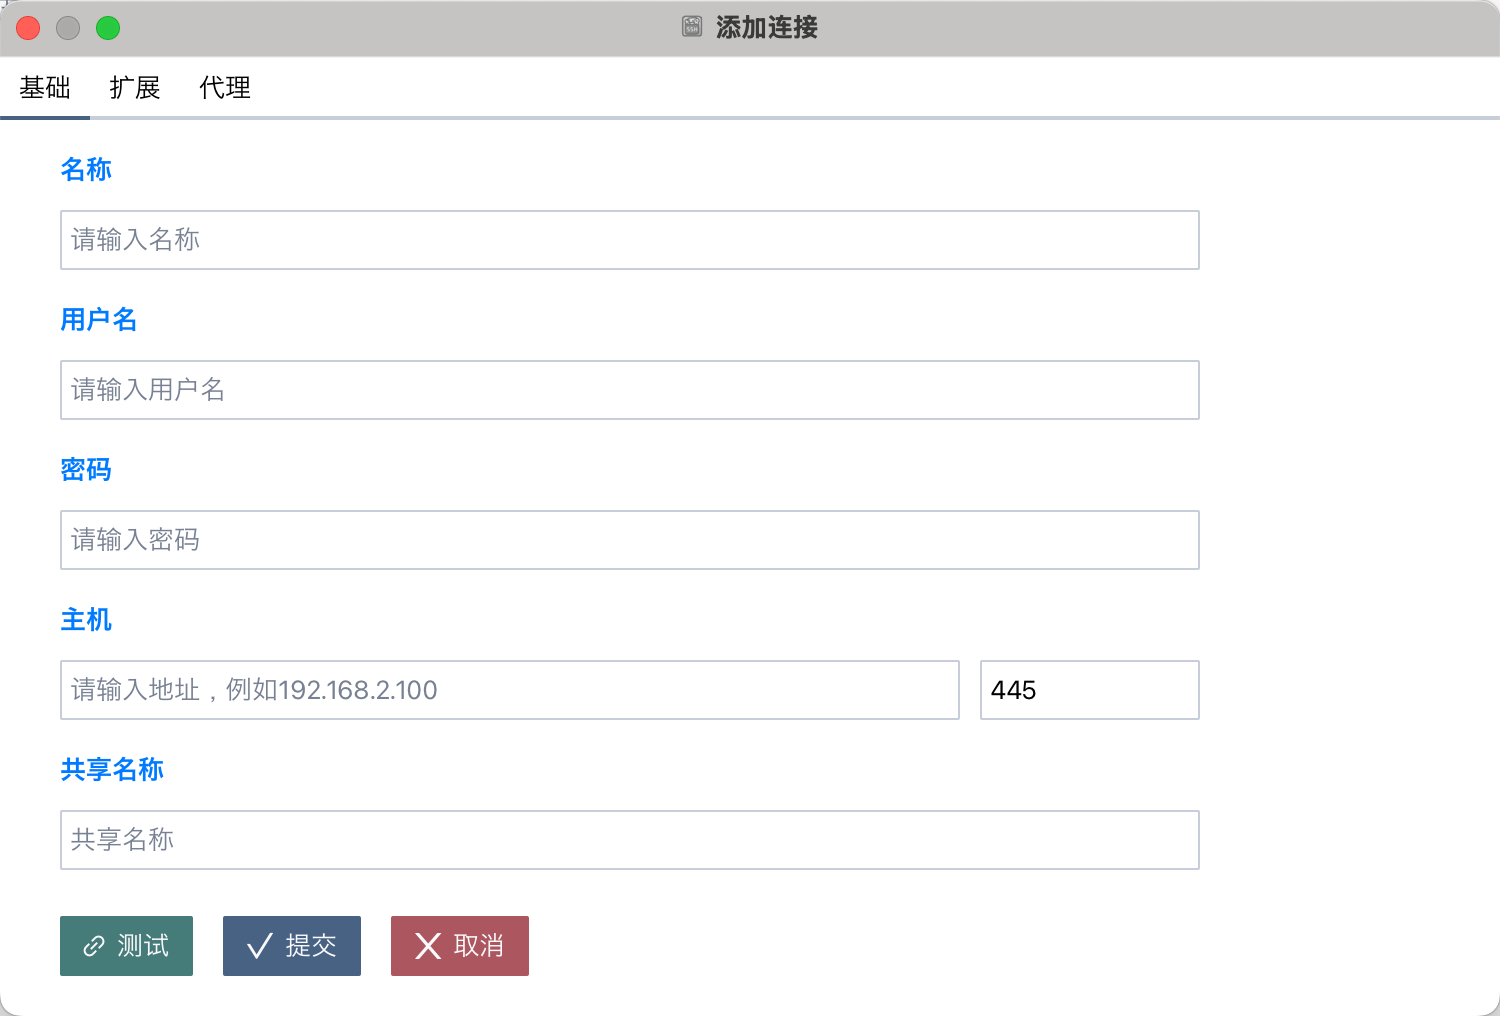 添加连接
基础 扩展 代理
名称
请输入名称
用户名
请输入用户名
密码
请输入密码
主机
请输入地址，例如192.168.2.100 445
共享名称
共享名称
测试 提交 取消